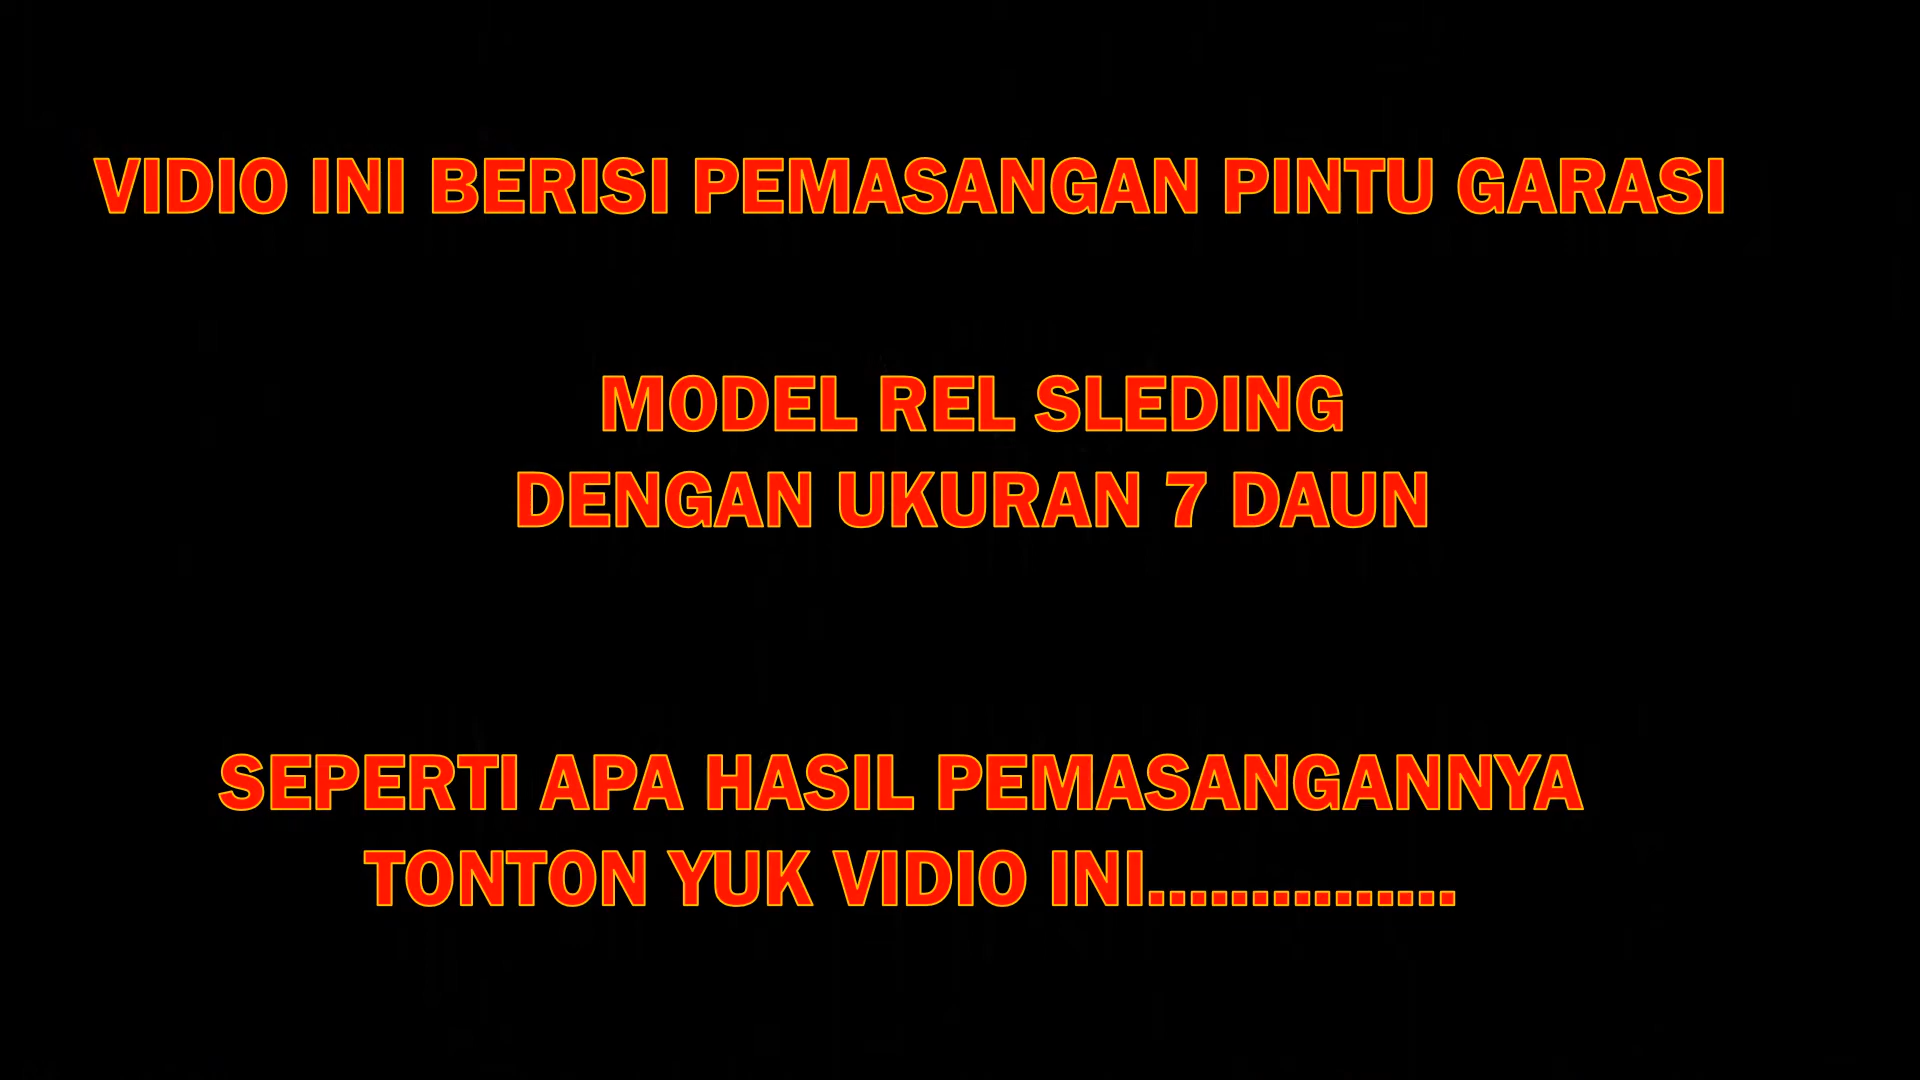 VIDIO INI BERISI PEMASANGAN PINTU GARASI
MODEL REL SLEDING
DENGAN UKURAN 7 DAUN
SEPERTI APA HASIL PEMASANGANNYA
TONTON YUK VIDIO INI...............